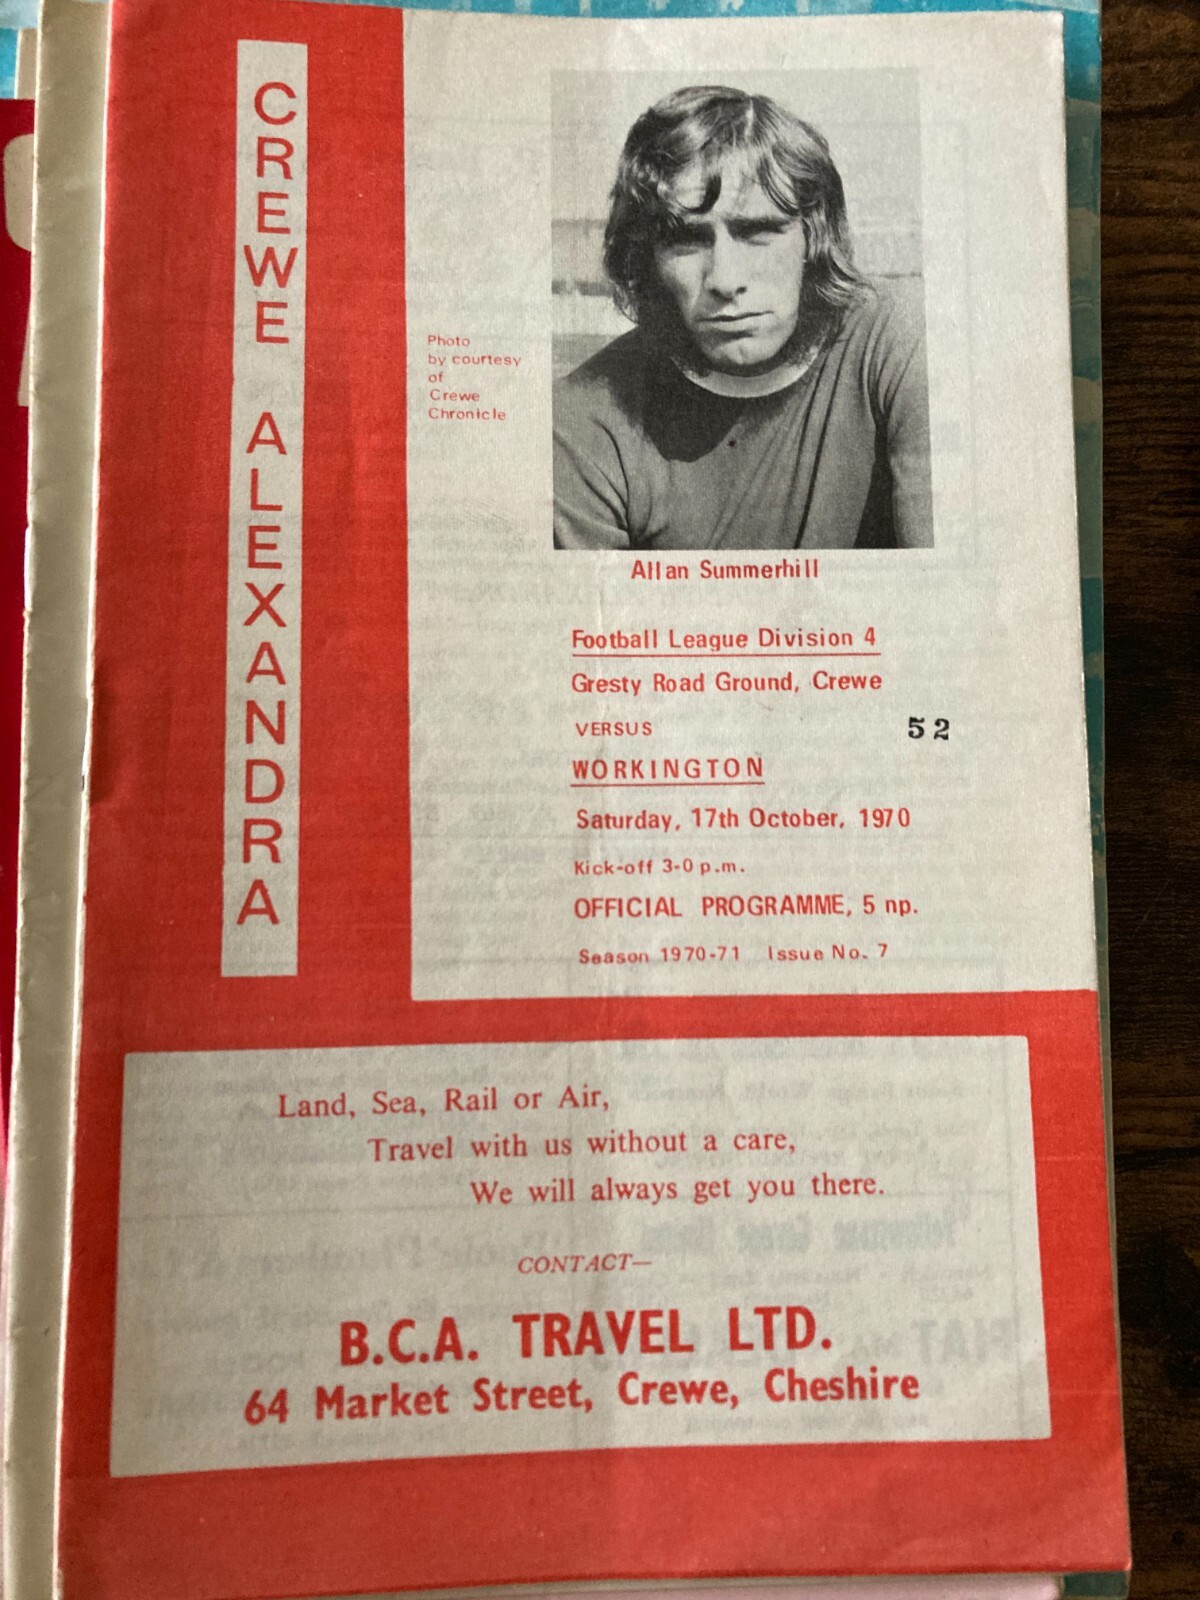 CREWE ALEXANDRA
Photo
by courtesy
of
Crewe
Chronicle
Allan Summerhill
Football League Division 4
Gresty Road Ground, Crewe
VERSUS
52
WORKINGTON
Saturday, 17th October, 1970
Kick-off 3-0 p.m.
OFFICIAL PROGRAMME, 5 np.
Season 1970-71 Issue No. 7
Land, Sea, Rail or Air,
Travel with us without a care,
We will always get you there.
CONTACT—
B.C.A. TRAVEL LTD.
64 Market Street, Crewe, Cheshire